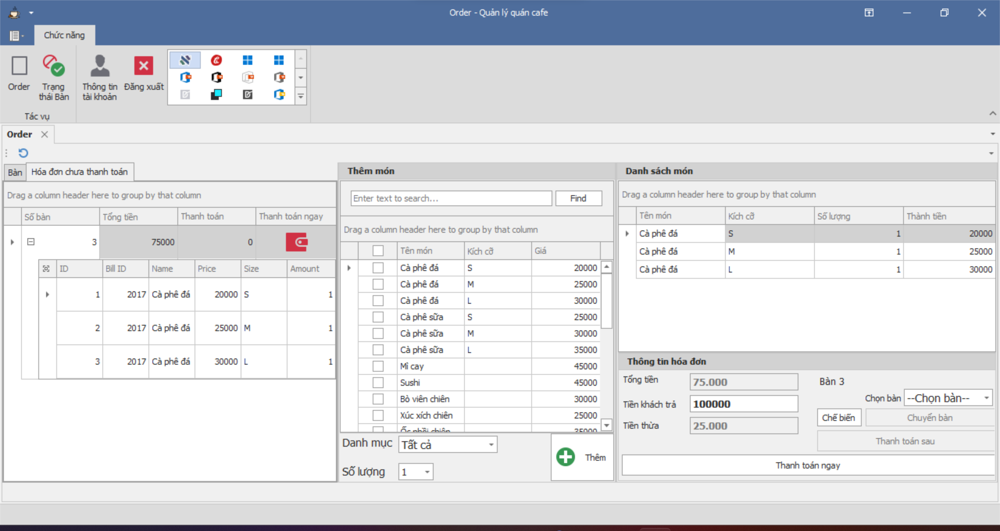 Order - Quản lý quán cafe
Chức năng
Order
Trạng thái Bàn
Thông tin tài khoản
Đăng xuất
Tác vụ
Order
Bàn
Hóa đơn chưa thanh toán
Drag a column header here to group by that column
Số bàn Tổng tiền Thanh toán Thanh toán ngay
3 75000 0
ID Bill ID Name Price Size Amount
1 2017 Cà phê đá 20000 S 1
2 2017 Cà phê đá 25000 M 1
3 2017 Cà phê đá 30000 L 1
Thêm món
Enter text to search...
Find
Drag a column header here to group by that column
Tên món Kích cỡ Giá
Cà phê đá S 20000
Cà phê đá M 25000
Cà phê đá L 30000
Cà phê sữa S 25000
Cà phê sữa M 30000
Cà phê sữa L 35000
Mì cay 45000
Sushi 45000
Bò viên chiên 30000
Xúc xích chiên 25000
Danh mục Tất cả
Số lượng 1
Thêm
Danh sách món
Drag a column header here to group by that column
Tên món Kích cỡ Số lượng Thành tiền
Cà phê đá S 1 20000
Cà phê đá M 1 25000
Cà phê đá L 1 30000
Thông tin hóa đơn
Tổng tiền 75.000
Tiền khách trả 100000
Tiền thừa 25.000
Bàn 3
Chọn bàn --Chọn bàn--
Chế biến
Chuyển bàn
Thanh toán sau
Thanh toán ngay